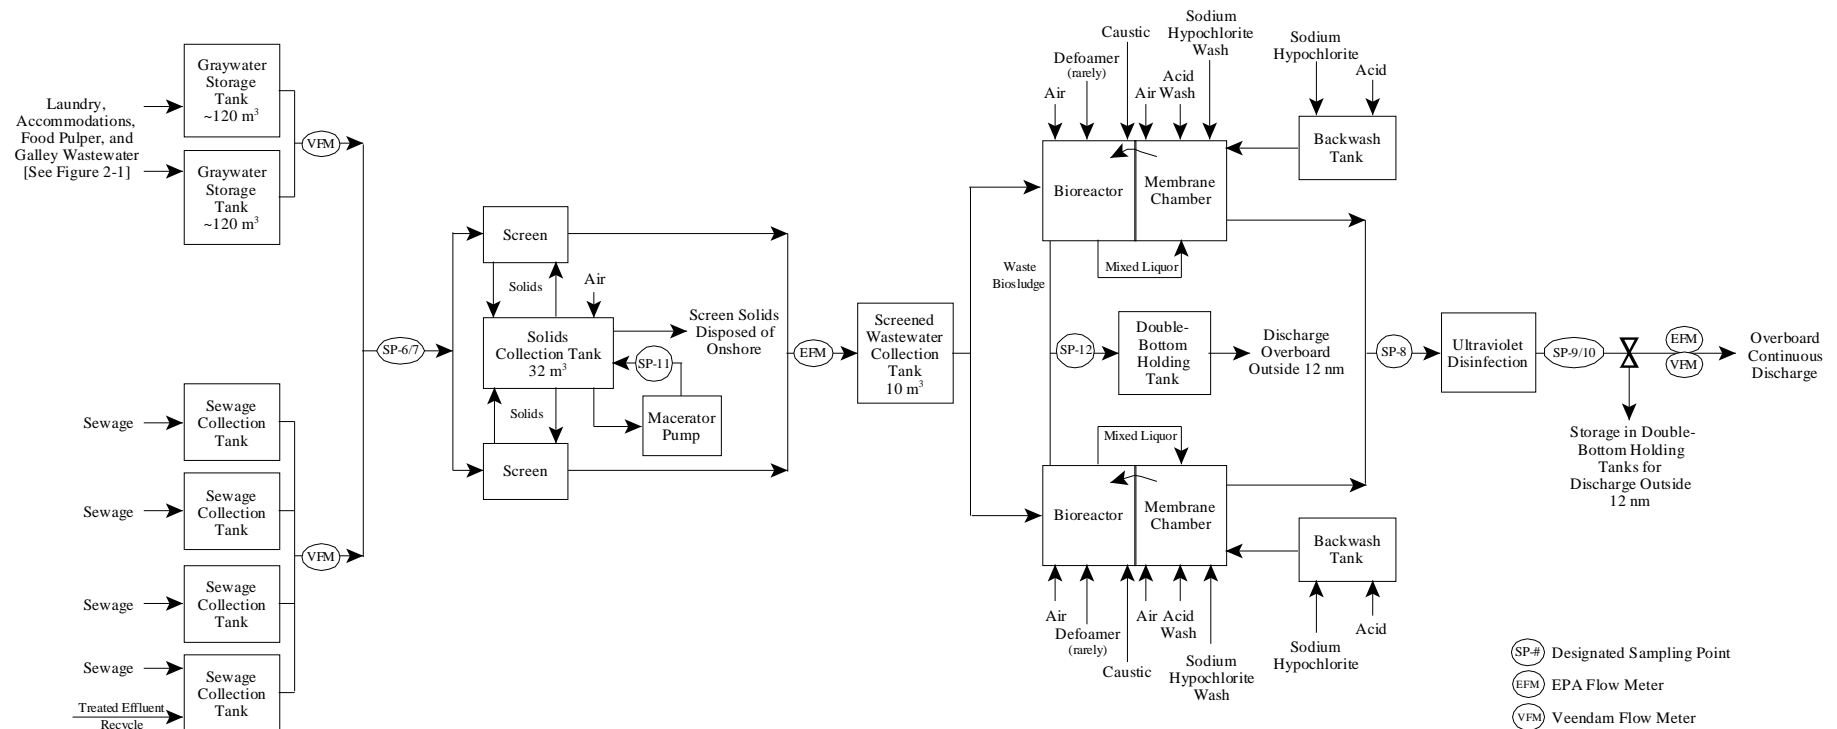 Laundry,
Accommodations,
Food Pulper, and
Galley Wastewater
[See Figure 2-1]
Graywater
Storage
Tank
~120 m³
Graywater
Storage
Tank
~120 m³
VFM
Sewage
Sewage
Collection
Tank
Sewage
Sewage
Collection
Tank
Sewage
Sewage
Collection
Tank
Sewage
Treated Effluent
Recycle
Sewage
Collection
Tank
VFM
SP-6/7
Screen
Solids
Air
Solids
Collection Tank
32 m³
Screen Solids
Disposed of
Onshore
SP-11
Macerator
Pump
Solids
Screen
EFM
Screened
Wastewater
Collection
Tank
10 m³
Air
Defoamer
(rarely)
Caustic
Air
Acid
Wash
Sodium
Hypochlorite
Wash
Sodium
Hypochlorite
Acid
Backwash
Tank
Bioreactor
Membrane
Chamber
Mixed Liquor
Waste
Biosludge
SP-12
Double-
Bottom
Holding
Tank
Discharge
Overboard
Outside 12 nm
Mixed Liquor
Bioreactor
Membrane
Chamber
Backwash
Tank
Air
Defoamer
(rarely)
Caustic
Air
Acid
Wash
Sodium
Hypochlorite
Wash
Sodium
Hypochlorite
Acid
SP-8
Ultraviolet
Disinfection
SP-9/10
EFM
VFM
Overboard
Continuous
Discharge
Storage in Double-
Bottom Holding
Tanks for
Discharge Outside
12 nm
SP-# Designated Sampling Point
EFM EPA Flow Meter
VFM Veendam Flow Meter